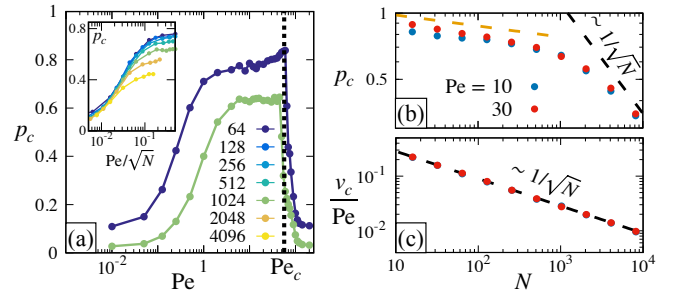 1
0.8
0.6
0.4
0.2
0
p_c
0.8
0.4
0
p_c
10^-2 10^-1
Pe/√N
64
128
256
512
1024
2048
4096
(a)
10^-2 1 Pe_c
Pe
1
0.5
p_c
~ 1/√N
Pe = 10
30
(b)
10^-1
10^-2
v_c
Pe
~ 1/√N
(c)
10 10^2 10^3 10^4
N